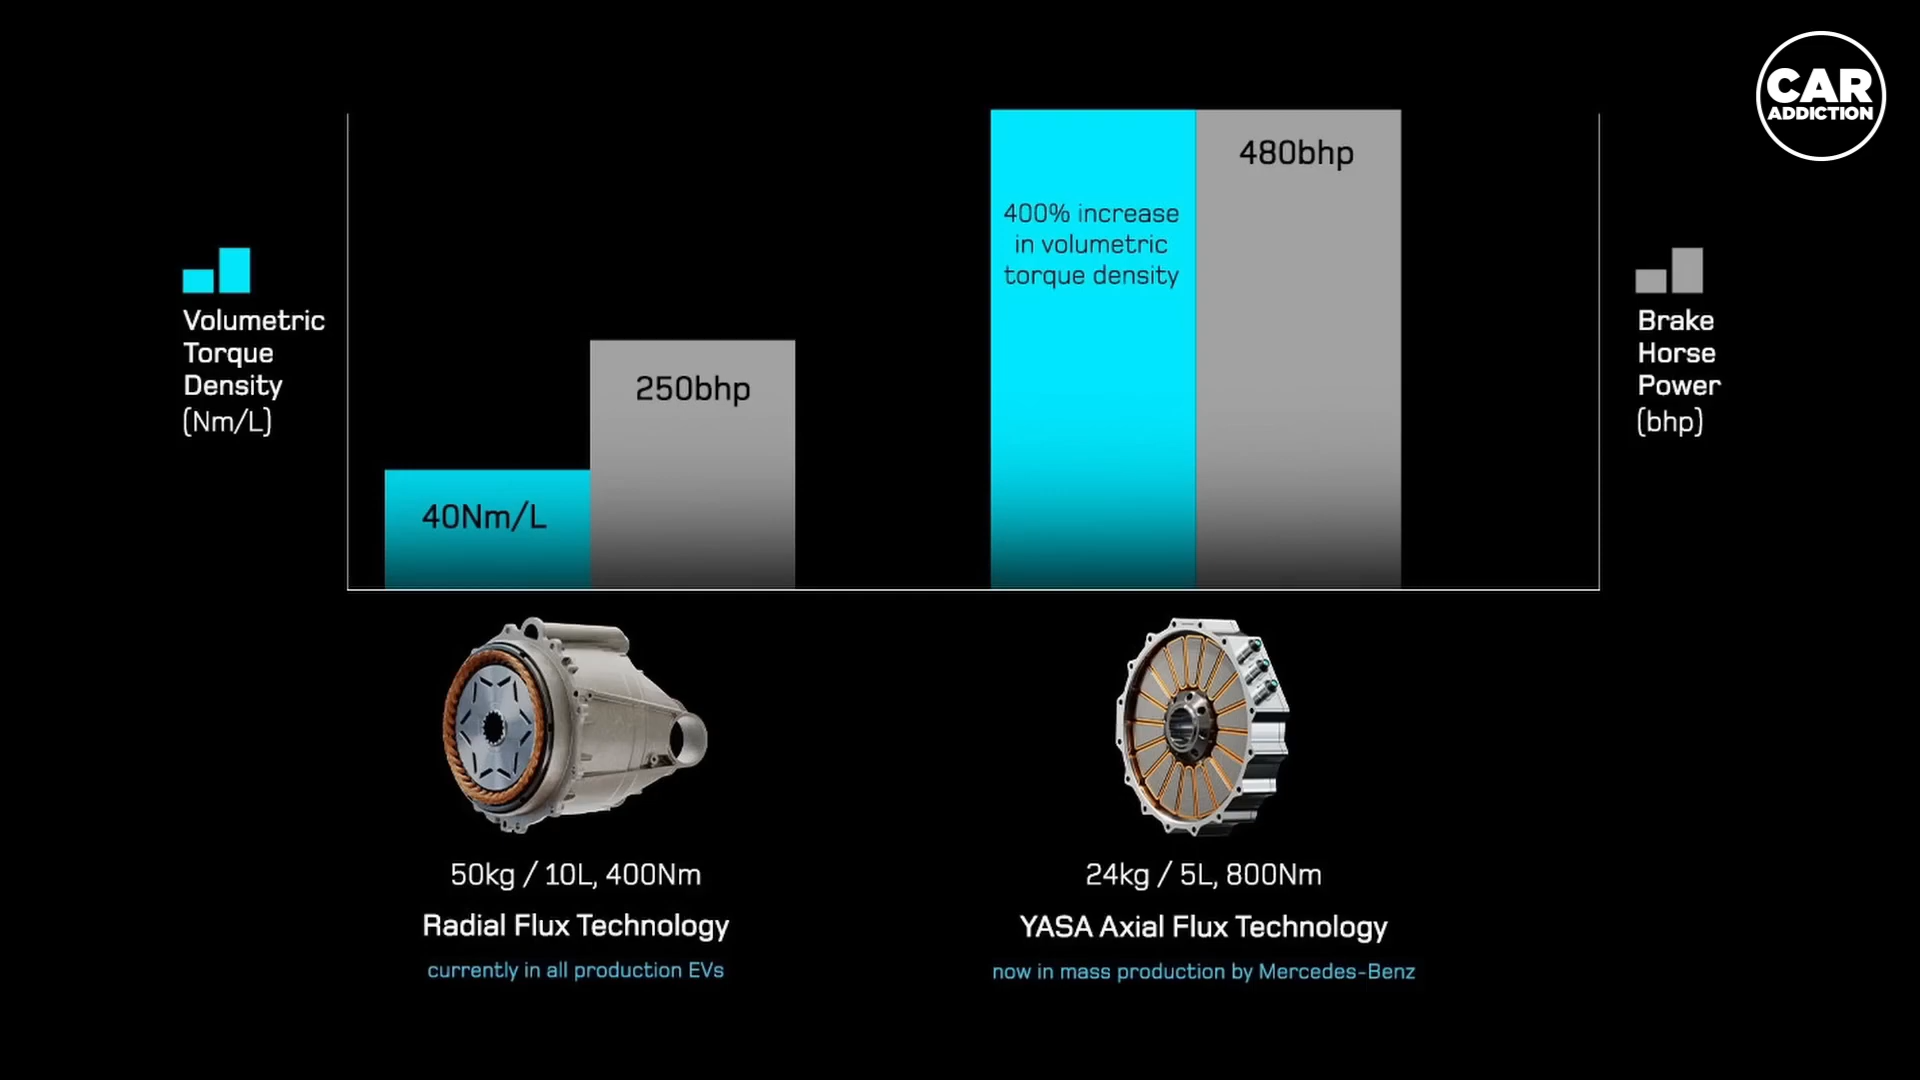 CAR
ADDICTION
480bhp
400% increase
in volumetric
torque density
Volumetric
Torque
Density
(Nm/L)
250bhp
40Nm/L
Brake
Horse
Power
(bhp)
50kg / 10L, 400Nm
Radial Flux Technology
currently in all production EVs
24kg / 5L, 800Nm
YASA Axial Flux Technology
now in mass production by Mercedes-Benz